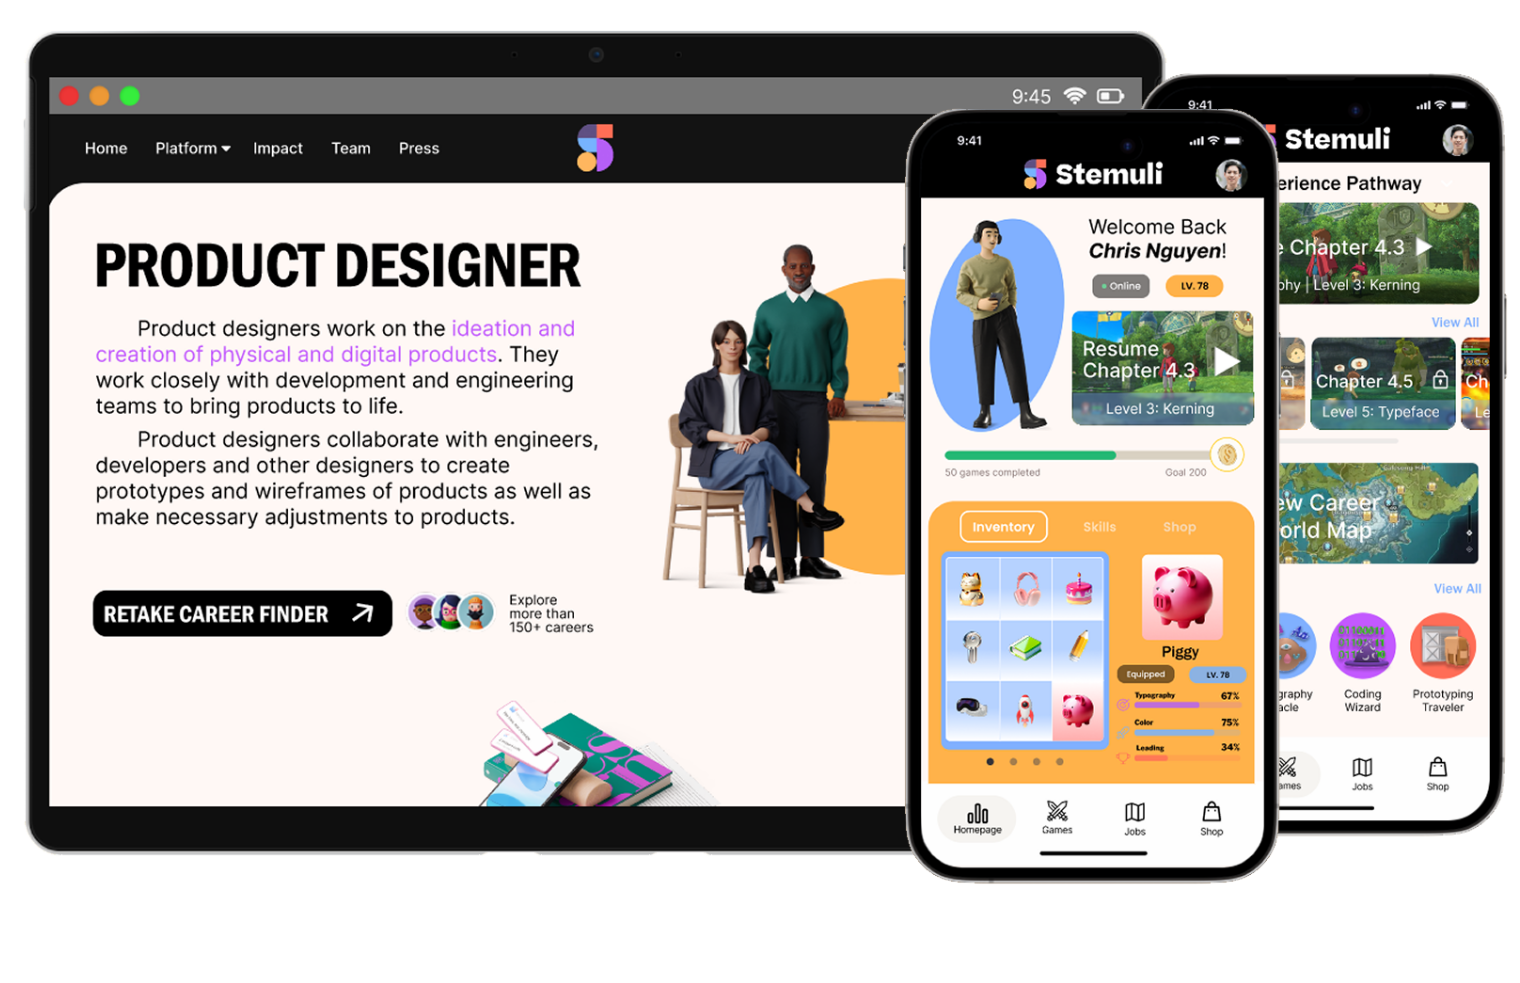 9:45
Home
Platform
Impact
Team
Press
PRODUCT DESIGNER
Product designers work on the ideation and
creation of physical and digital products. They
work closely with development and engineering
teams to bring products to life.
Product designers collaborate with engineers,
developers and other designers to create
prototypes and wireframes of products as well as
make necessary adjustments to products.
RETAKE CAREER FINDER
Explore
more than
150+ careers
9:41
Stemuli
Welcome Back
Chris Nguyen!
Online
LV. 78
Resume
Chapter 4.3
Level 3: Kerning
50 games completed
Goal 200
Inventory
Skills
Shop
Piggy
Equipped
LV. 78
Typography
67%
Color
75%
Leading
34%
Homepage
Games
Jobs
Shop
9:41
Stemuli
erience Pathway
e Chapter 4.3
phy | Level 3: Kerning
View All
Chapter 4.5
Level 5: Typeface
Ch
Le
ew Career
orld Map
View All
graphy
acle
Coding
Wizard
Prototyping
Traveler
ames
Jobs
Shop